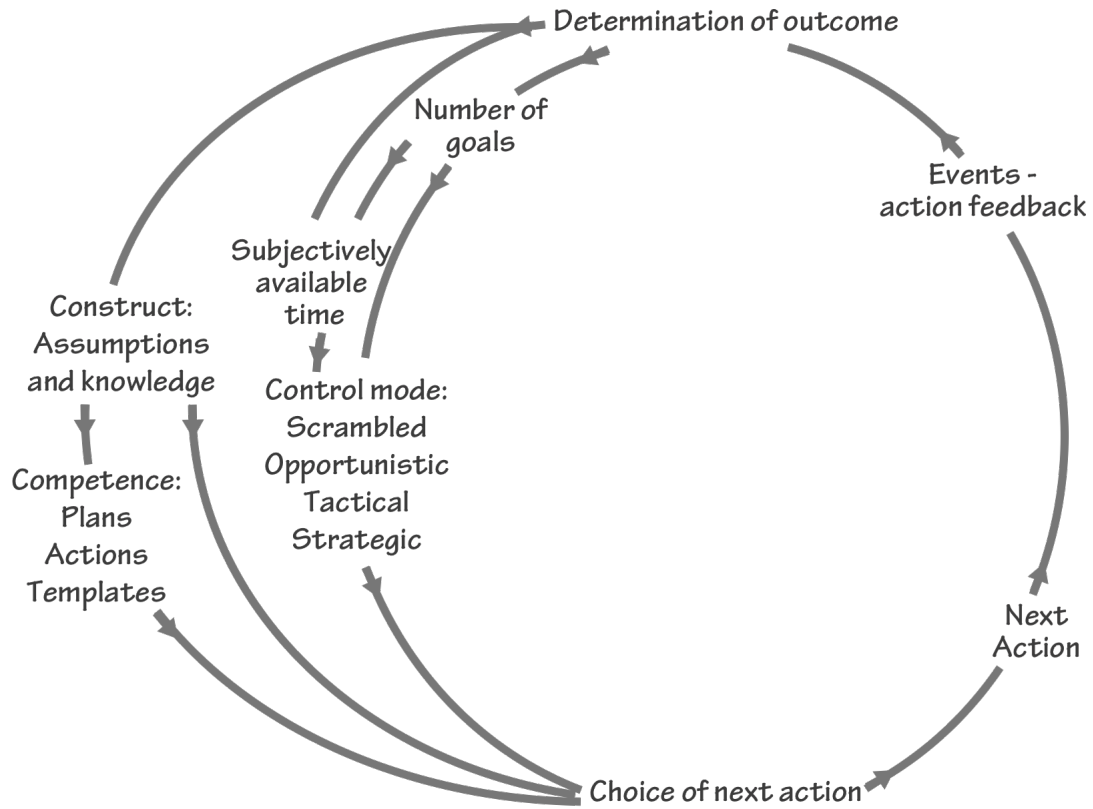 Determination of outcome
Number of
goals
Events -
action feedback
Subjectively
available
time
Construct:
Assumptions
and knowledge
Control mode:
Scrambled
Opportunistic
Tactical
Strategic
Competence:
Plans
Actions
Templates
Next
Action
Choice of next action